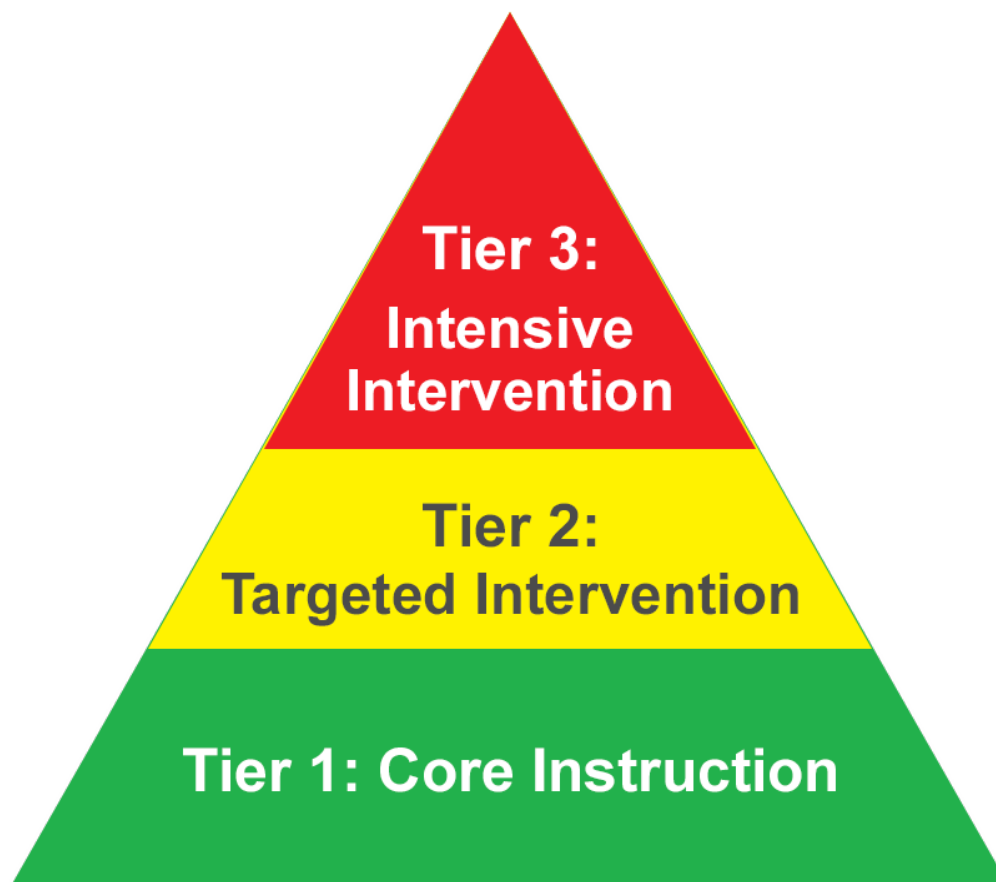 Tier 3:
Intensive
Intervention
Tier 2:
Targeted Intervention
Tier 1: Core Instruction